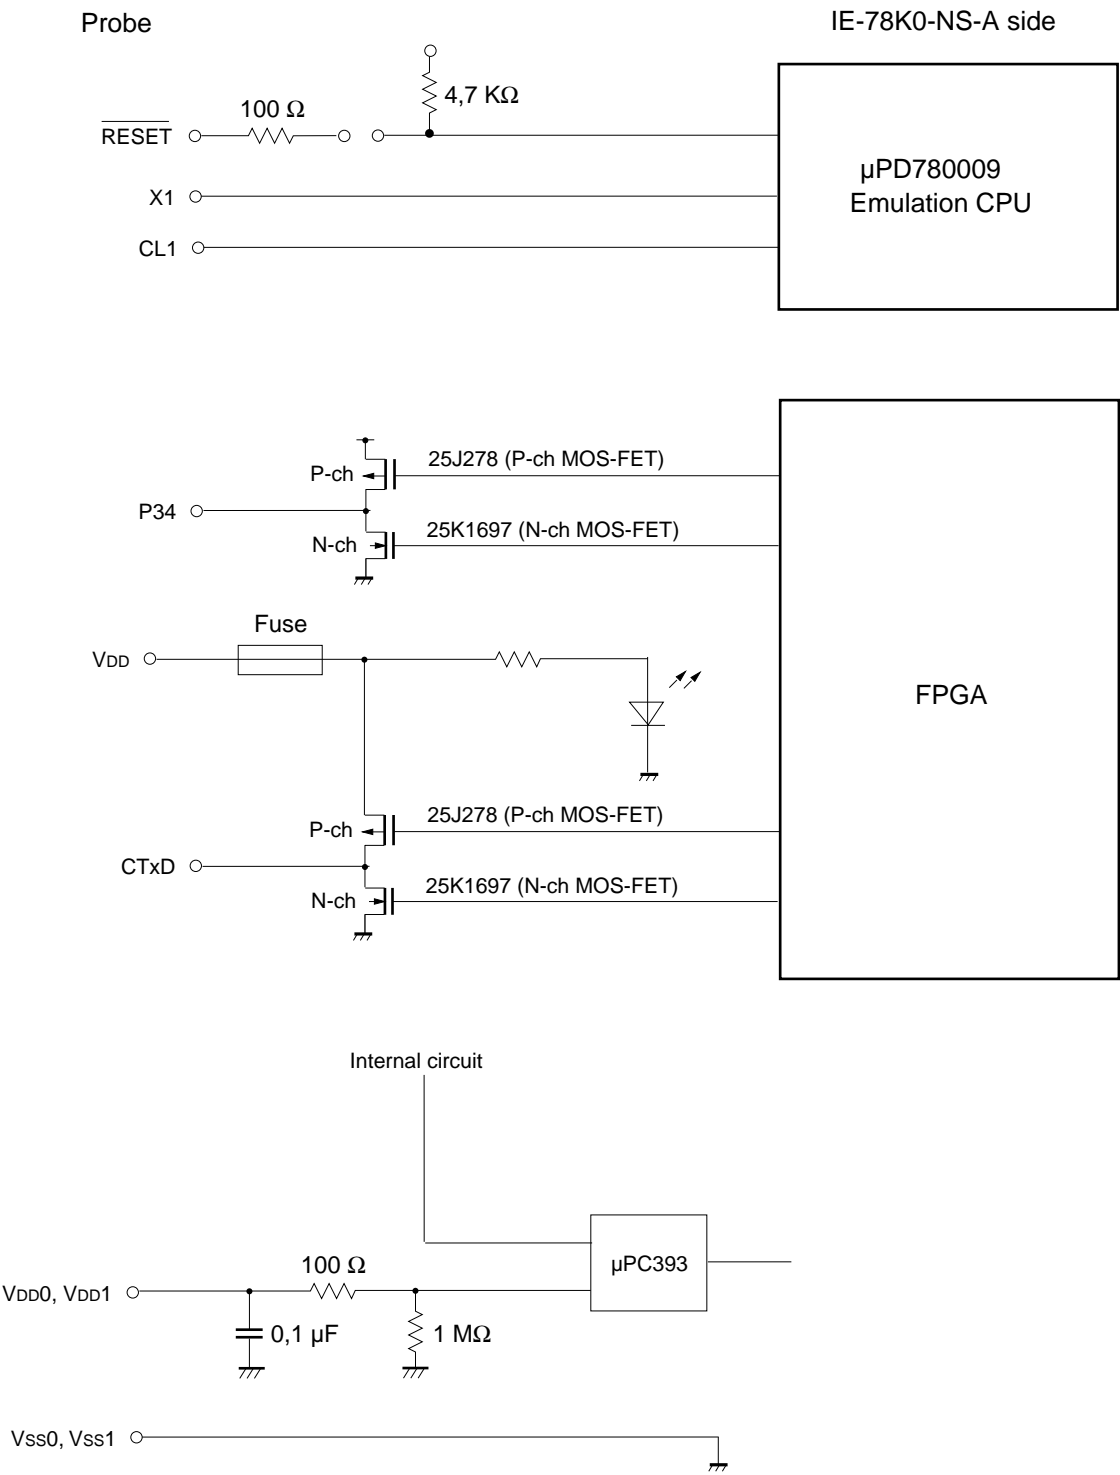 Probe
IE-78K0-NS-A side
4,7 KΩ
100 Ω
RESET
µPD780009
Emulation CPU
X1
CL1
25J278 (P-ch MOS-FET)
P-ch
P34
25K1697 (N-ch MOS-FET)
N-ch
Fuse
VDD
FPGA
25J278 (P-ch MOS-FET)
P-ch
CTxD
25K1697 (N-ch MOS-FET)
N-ch
Internal circuit
µPC393
100 Ω
VDD0, VDD1
0,1 µF
1 MΩ
VSS0, VSS1